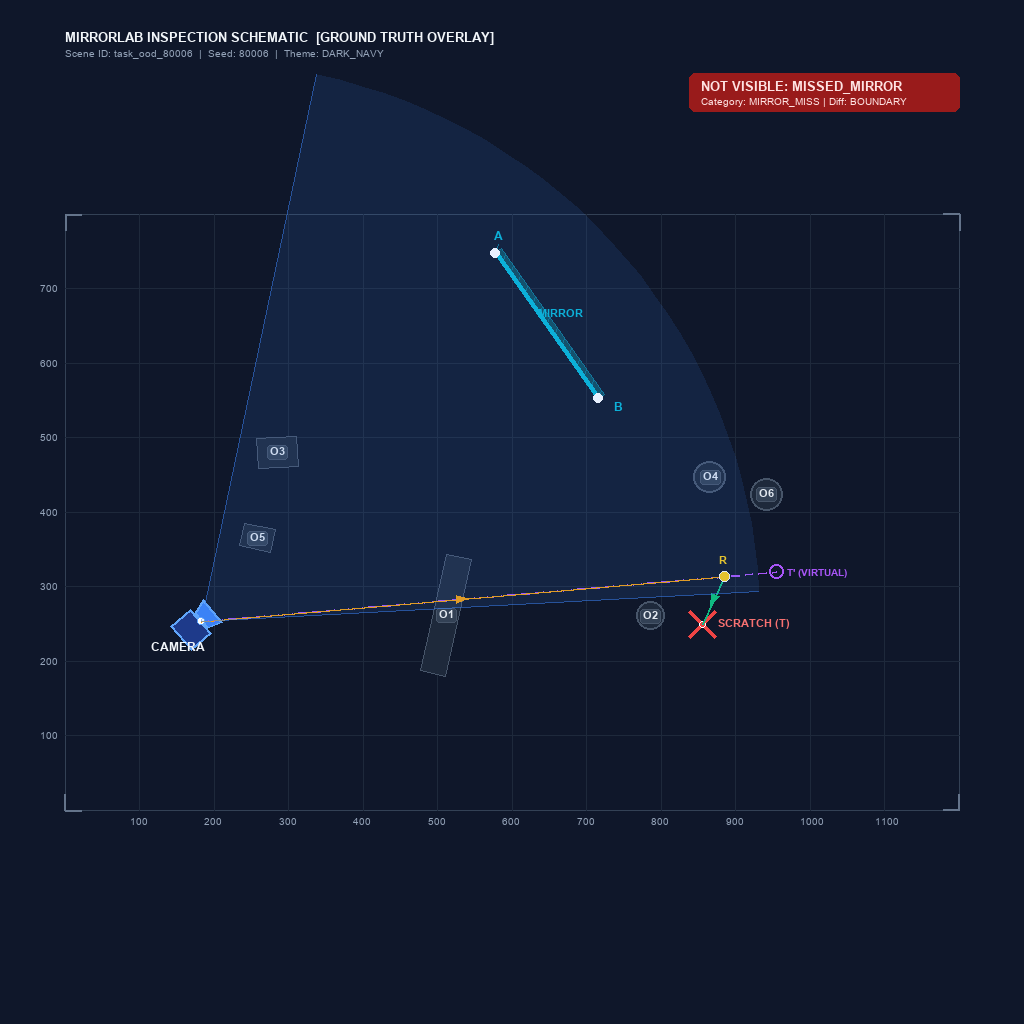 MIRRORLAB INSPECTION SCHEMATIC [GROUND TRUTH OVERLAY]
Scene ID: task_ood_80006 | Seed: 80006 | Theme: DARK_NAVY
NOT VISIBLE: MISSED_MIRROR
Category: MIRROR_MISS | Diff: BOUNDARY
A
700
MIRROR
600
B
500
O3
O4
O6
400
O5
R
T' (VIRTUAL)
300
O1
O2
SCRATCH (T)
CAMERA
200
100
100 200 300 400 500 600 700 800 900 1000 1100